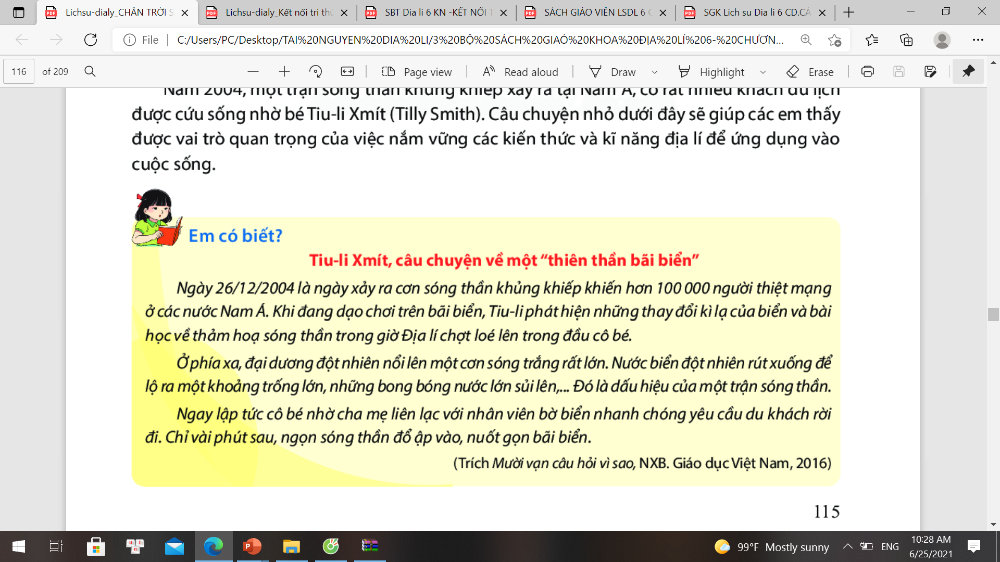 Lichsu-dialy_CHÂN TRỜI S
Lichsu-dialy_Kết nối tri thứ
SBT Dia li 6 KN -KẾT NỐI T
SÁCH GIÁO VIÊN LSDL 6 C
SGK Lich su Dia li 6 CD.CÁ
File
C:/Users/PC/Desktop/TAI%20NGUYEN%20DIA%20LI/3%20BỘ%20SÁCH%20GIAÓ%20KHOA%20ĐỊA%20LÍ%206-%20CHƯƠN...
116 of 209
Page view
Read aloud
Draw
Highlight
Erase
Năm 2004, một trận sóng thần khủng khiếp xảy ra tại Nam Á, có rất nhiều khách du lịch
được cứu sống nhờ bé Tiu-li Xmít (Tilly Smith). Câu chuyện nhỏ dưới đây sẽ giúp các em thấy
được vai trò quan trọng của việc nắm vững các kiến thức và kĩ năng địa lí để ứng dụng vào
cuộc sống.
Em có biết?
Tiu-li Xmít, câu chuyện về một “thiên thần bãi biển”
Ngày 26/12/2004 là ngày xảy ra cơn sóng thần khủng khiếp khiến hơn 100 000 người thiệt mạng
ở các nước Nam Á. Khi đang dạo chơi trên bãi biển, Tiu-li phát hiện những thay đổi kì lạ của biển và bài
học về thảm hoạ sóng thần trong giờ Địa lí chợt loé lên trong đầu cô bé.
Ở phía xa, đại dương đột nhiên nổi lên một cơn sóng trắng rất lớn. Nước biển đột nhiên rút xuống để
lộ ra một khoảng trống lớn, những bong bóng nước lớn sủi lên,... Đó là dấu hiệu của một trận sóng thần.
Ngay lập tức cô bé nhờ cha mẹ liên lạc với nhân viên bờ biển nhanh chóng yêu cầu du khách rời
đi. Chỉ vài phút sau, ngọn sóng thần đổ ập vào, nuốt gọn bãi biển.
(Trích Mười vạn câu hỏi vì sao, NXB. Giáo dục Việt Nam, 2016)
115
99°F Mostly sunny
ENG
10:28 AM
6/25/2021